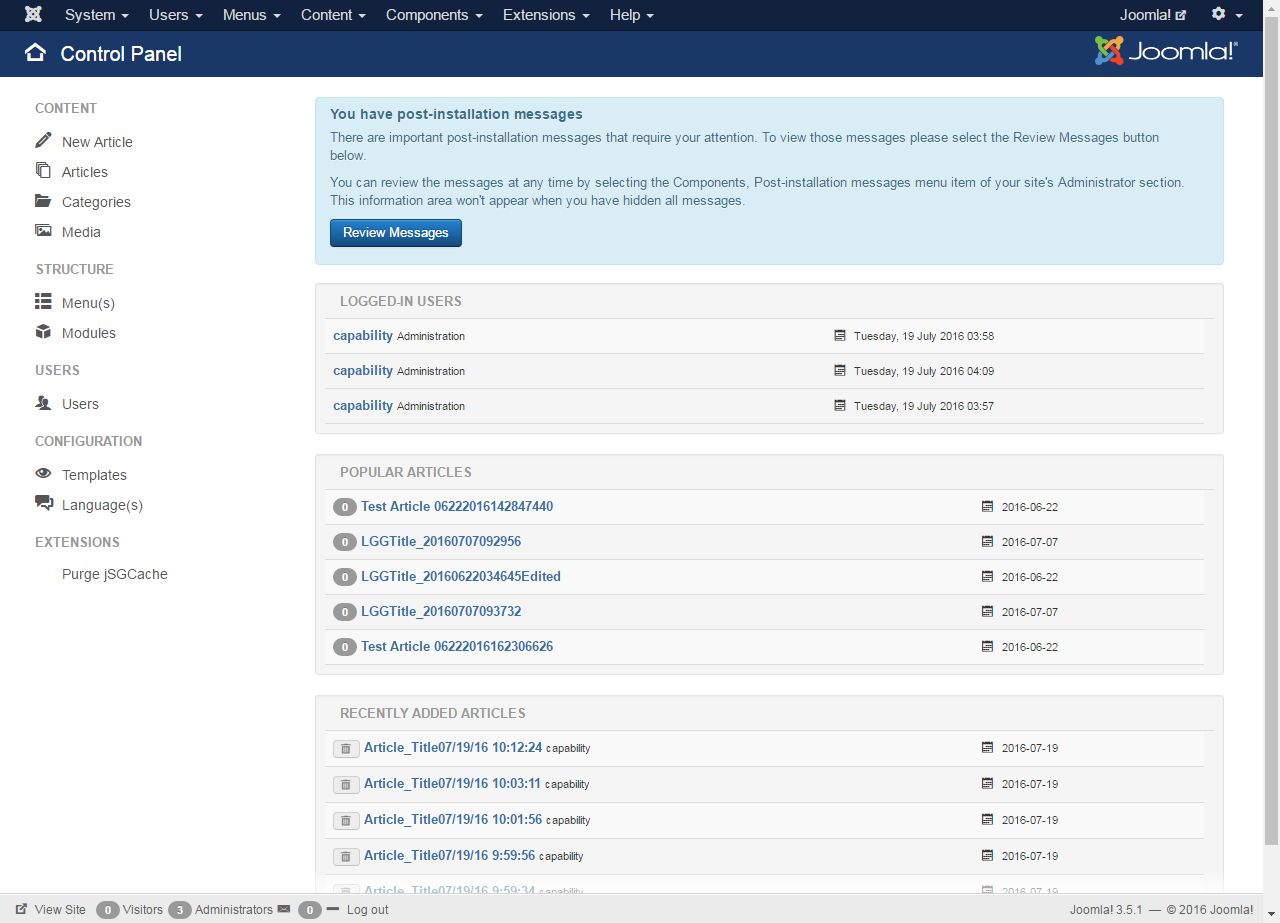 System Users Menus Content Components Extensions Help Joomla!
Control Panel Joomla!®
CONTENT
New Article
Articles
Categories
Media
STRUCTURE
Menu(s)
Modules
USERS
Users
CONFIGURATION
Templates
Language(s)
EXTENSIONS
Purge jSGCache
You have post-installation messages
There are important post-installation messages that require your attention. To view those messages please select the Review Messages button
below.
You can review the messages at any time by selecting the Components, Post-installation messages menu item of your site's Administrator section.
This information area won't appear when you have hidden all messages.
Review Messages
LOGGED-IN USERS
capability Administration Tuesday, 19 July 2016 03:58
capability Administration Tuesday, 19 July 2016 04:09
capability Administration Tuesday, 19 July 2016 03:57
POPULAR ARTICLES
0 Test Article 06222016142847440 2016-06-22
0 LGGTitle_20160707092956 2016-07-07
0 LGGTitle_20160622034645Edited 2016-06-22
0 LGGTitle_20160707093732 2016-07-07
0 Test Article 06222016162306626 2016-06-22
RECENTLY ADDED ARTICLES
Article_Title07/19/16 10:12:24 capability 2016-07-19
Article_Title07/19/16 10:03:11 capability 2016-07-19
Article_Title07/19/16 10:01:56 capability 2016-07-19
Article_Title07/19/16 9:59:56 capability 2016-07-19
Article_Title07/19/16 9:59:34 capability 2016-07-19
View Site 0 Visitors 3 Administrators 0 Log out Joomla! 3.5.1 — © 2016 Joomla!